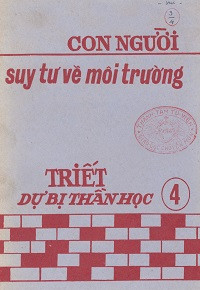 CON NGƯỜI
suy tư về môi trường
TRIẾT
DỰ BỊ THẦN HỌC 4